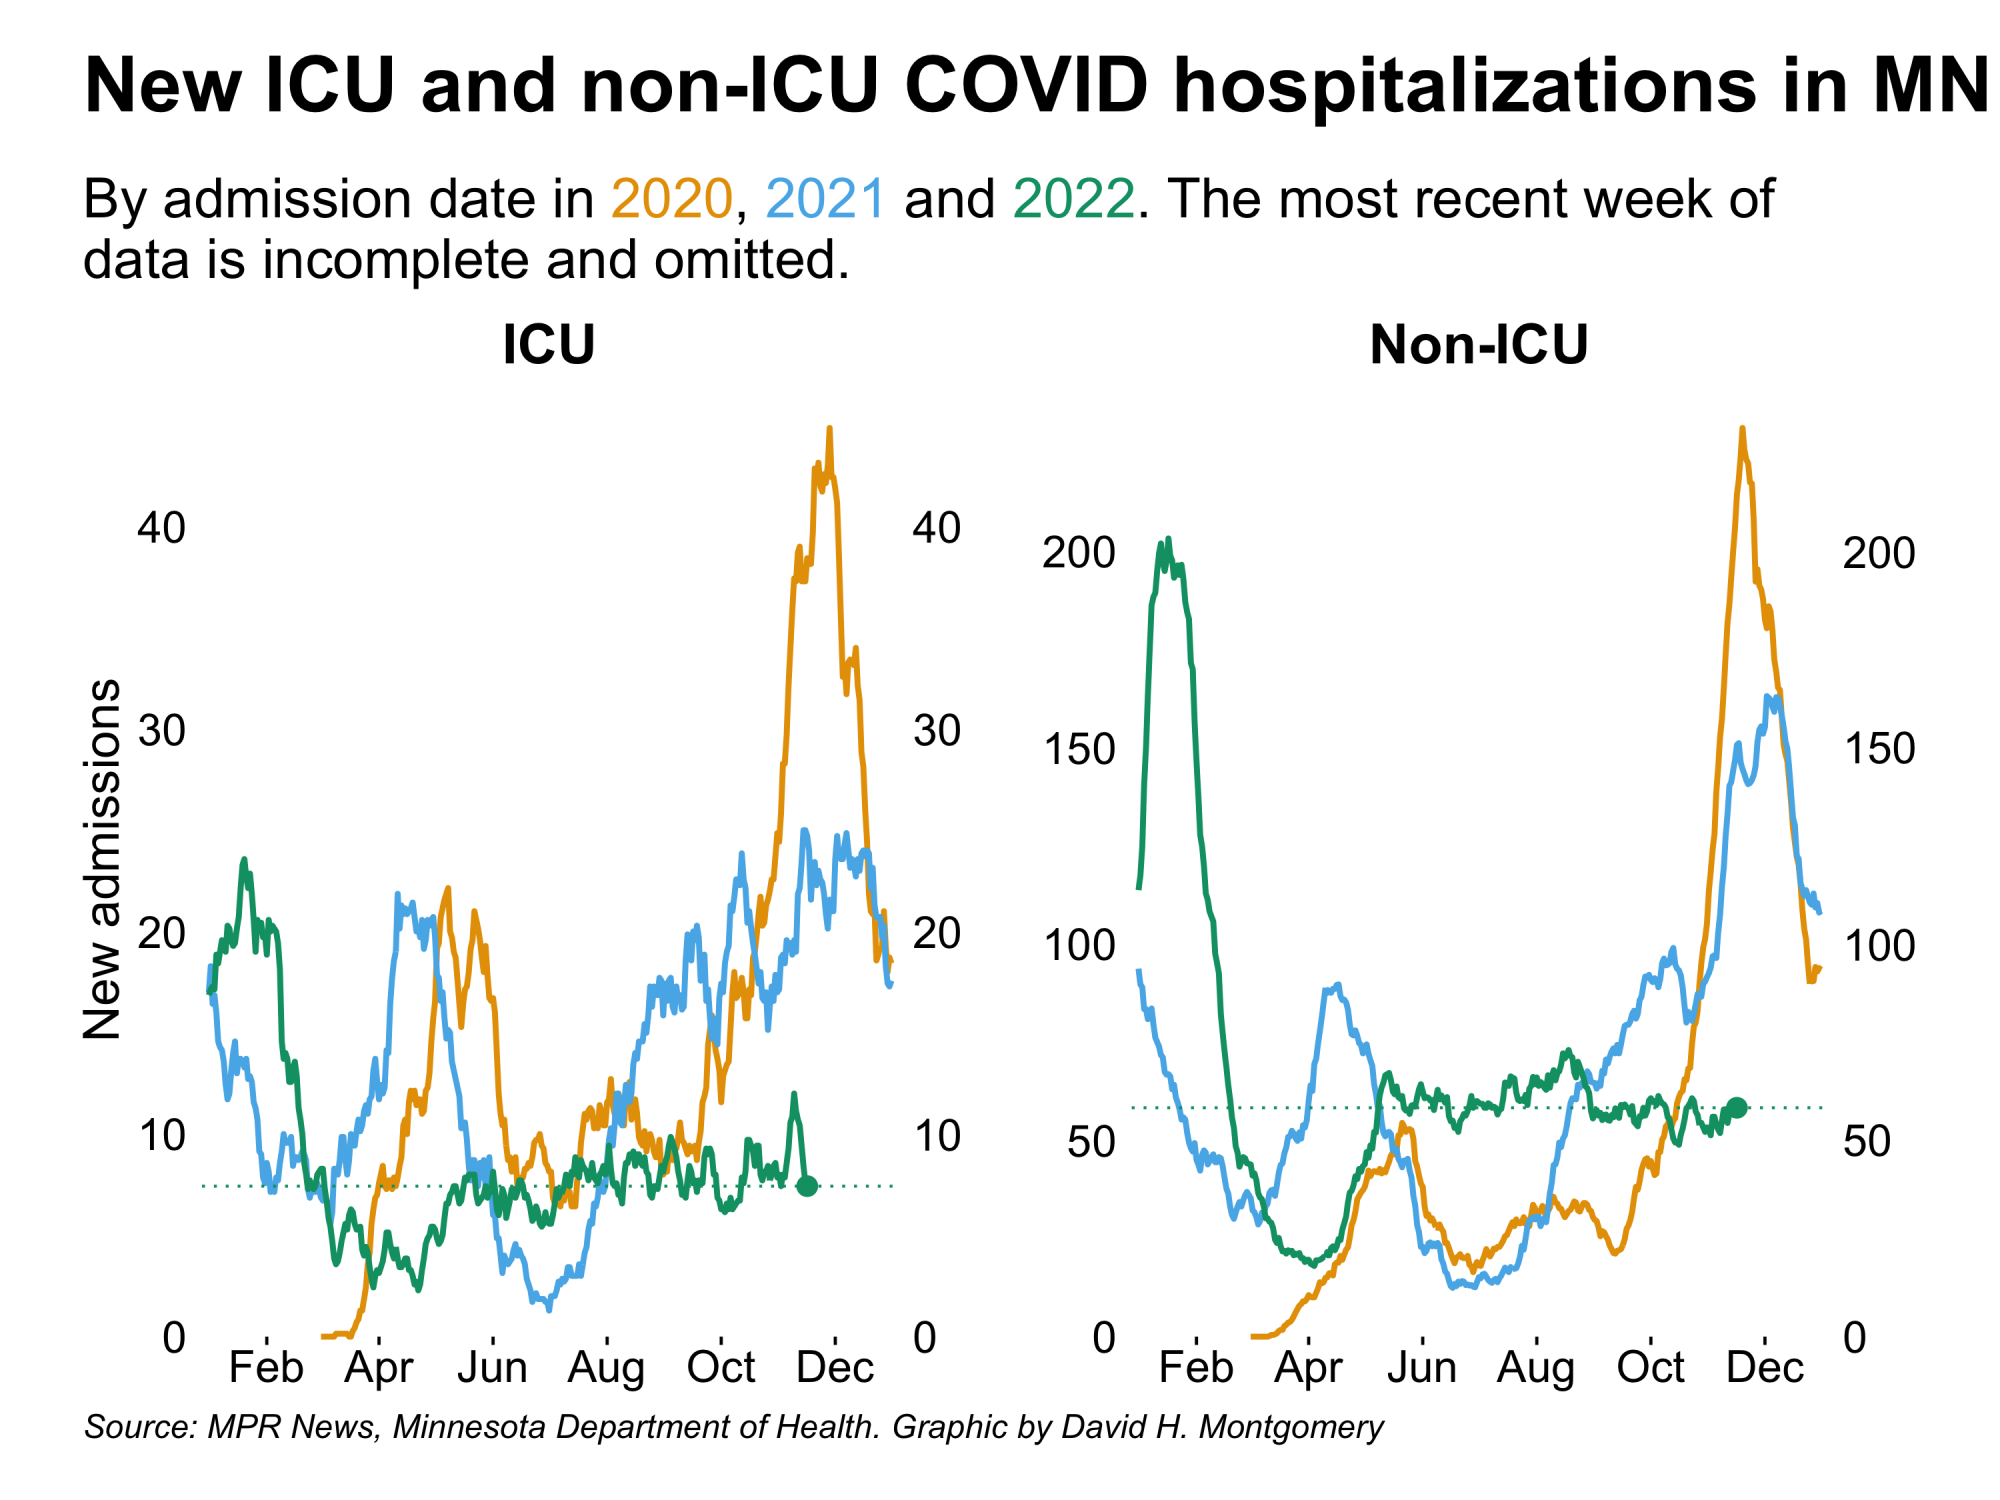 New ICU and non-ICU COVID hospitalizations in MN
By admission date in 2020, 2021 and 2022. The most recent week of
data is incomplete and omitted.
ICU
Non-ICU
New admissions
40
30
20
10
0
40
30
20
10
0
Feb Apr Jun Aug Oct Dec
200
150
100
50
0
200
150
100
50
0
Feb Apr Jun Aug Oct Dec
Source: MPR News, Minnesota Department of Health. Graphic by David H. Montgomery